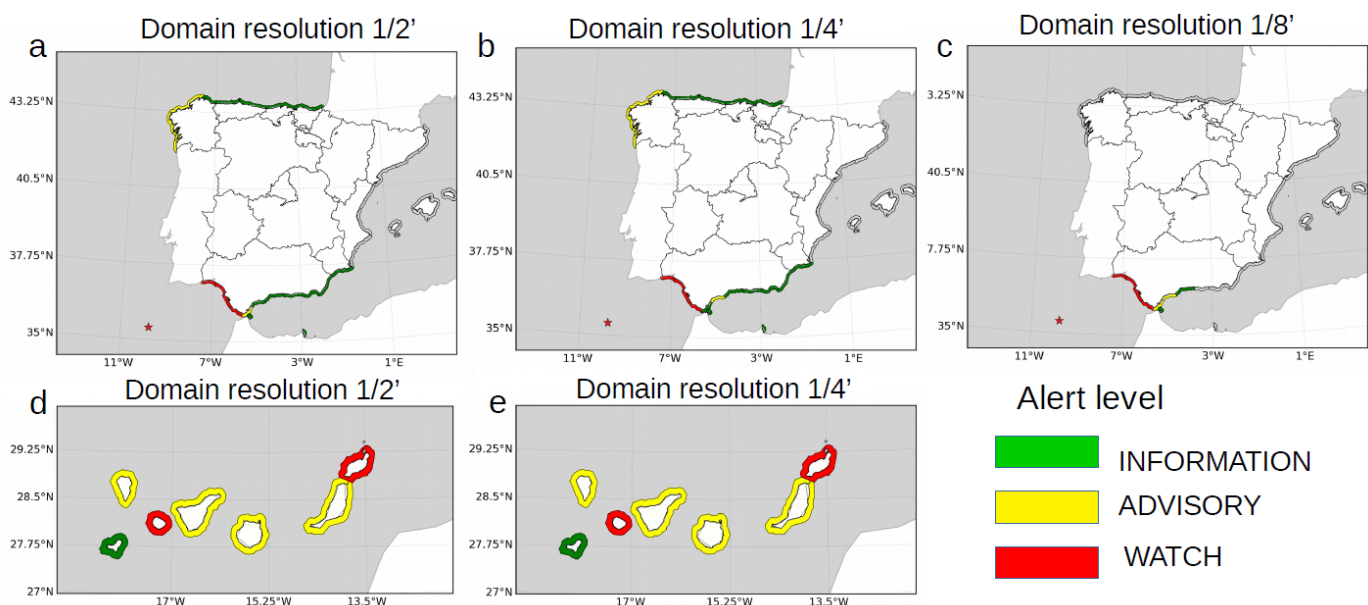 Domain resolution 1/2’
Domain resolution 1/4’
Domain resolution 1/8’
a
b
c
43.25°N
40.5°N
37.75°N
35°N
11°W
7°W
3°W
1°E
43.25°N
40.5°N
37.75°N
35°N
11°W
7°W
3°W
1°E
3.25°N
40.5°N
7.75°N
35°N
11°W
7°W
3°W
1°E
Domain resolution 1/2’
Domain resolution 1/4’
d
e
29.25°N
28.5°N
27.75°N
27°N
17°W
15.25°W
13.5°W
29.25°N
28.5°N
27.75°N
27°N
17°W
15.25°W
13.5°W
Alert level
INFORMATION
ADVISORY
WATCH